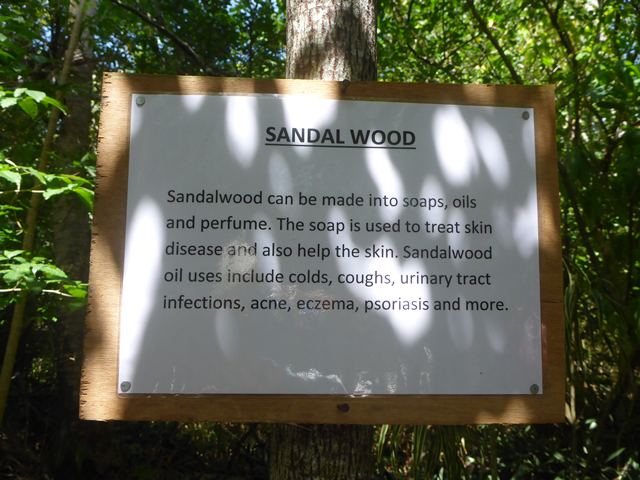 SANDAL WOOD
Sandalwood can be made into soaps, oils
and perfume. The soap is used to treat skin
disease and also help the skin. Sandalwood
oil uses include colds, coughs, urinary tract
infections, acne, eczema, psoriasis and more.